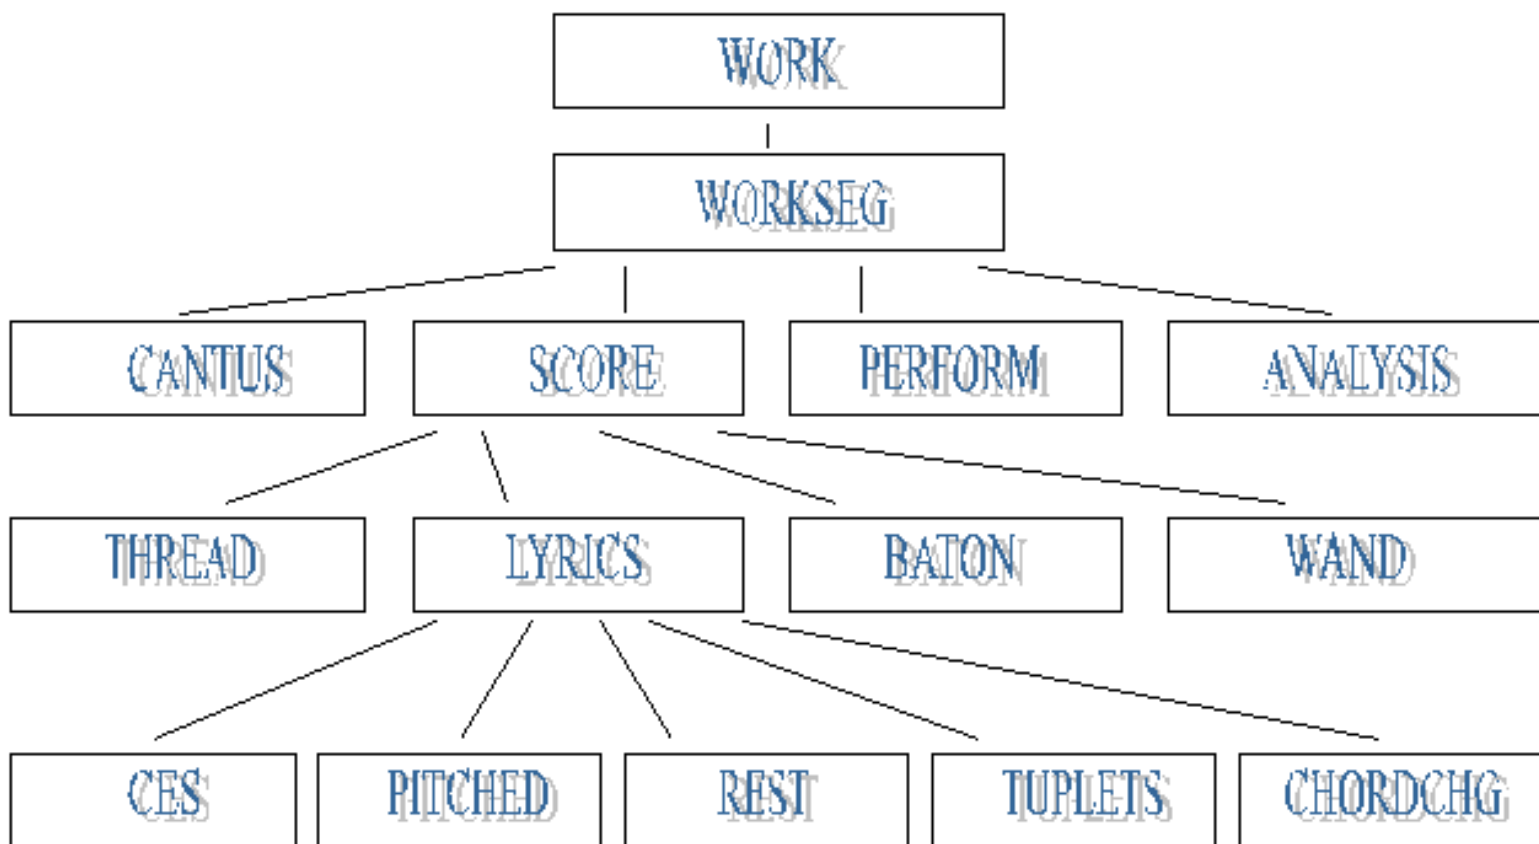 WORK
WORKSEG
CANTUS SCORE PERFORM ANALYSIS
THREAD LYRICS BATON WAND
CES PITCHED REST TUPLETS CHORDCHG